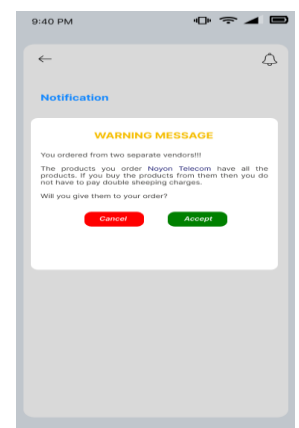 9:40 PM
Notification
WARNING MESSAGE
You ordered from two separate vendors!!!
The products you order Noyon Telecom have all the
products. If you buy the products from them then you do
not have to pay double sheeping charges.
Will you give them to your order?
Cancel Accept